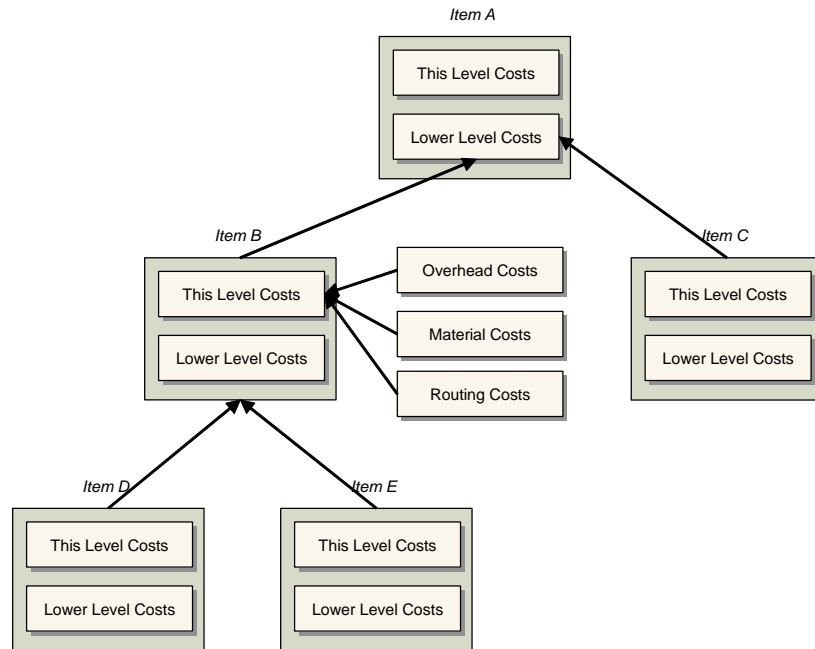 Item A
This Level Costs
Lower Level Costs
Item B
Item C
This Level Costs
Overhead Costs
This Level Costs
Lower Level Costs
Material Costs
Lower Level Costs
Routing Costs
Item D
Item E
This Level Costs
This Level Costs
Lower Level Costs
Lower Level Costs